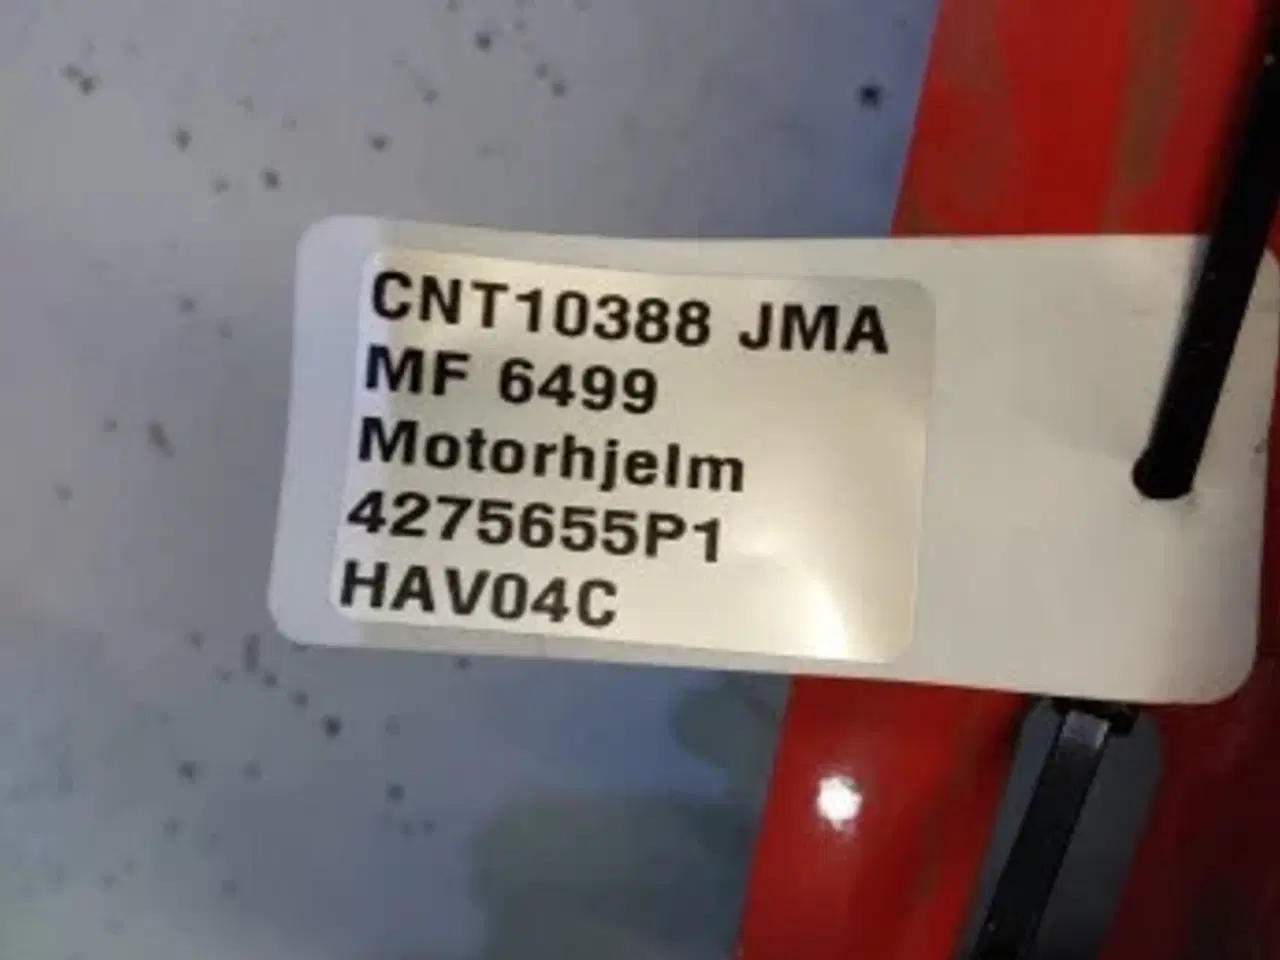 CNT10388 JMA
MF 6499
Motorhjelm
4275655P1
HAV04C